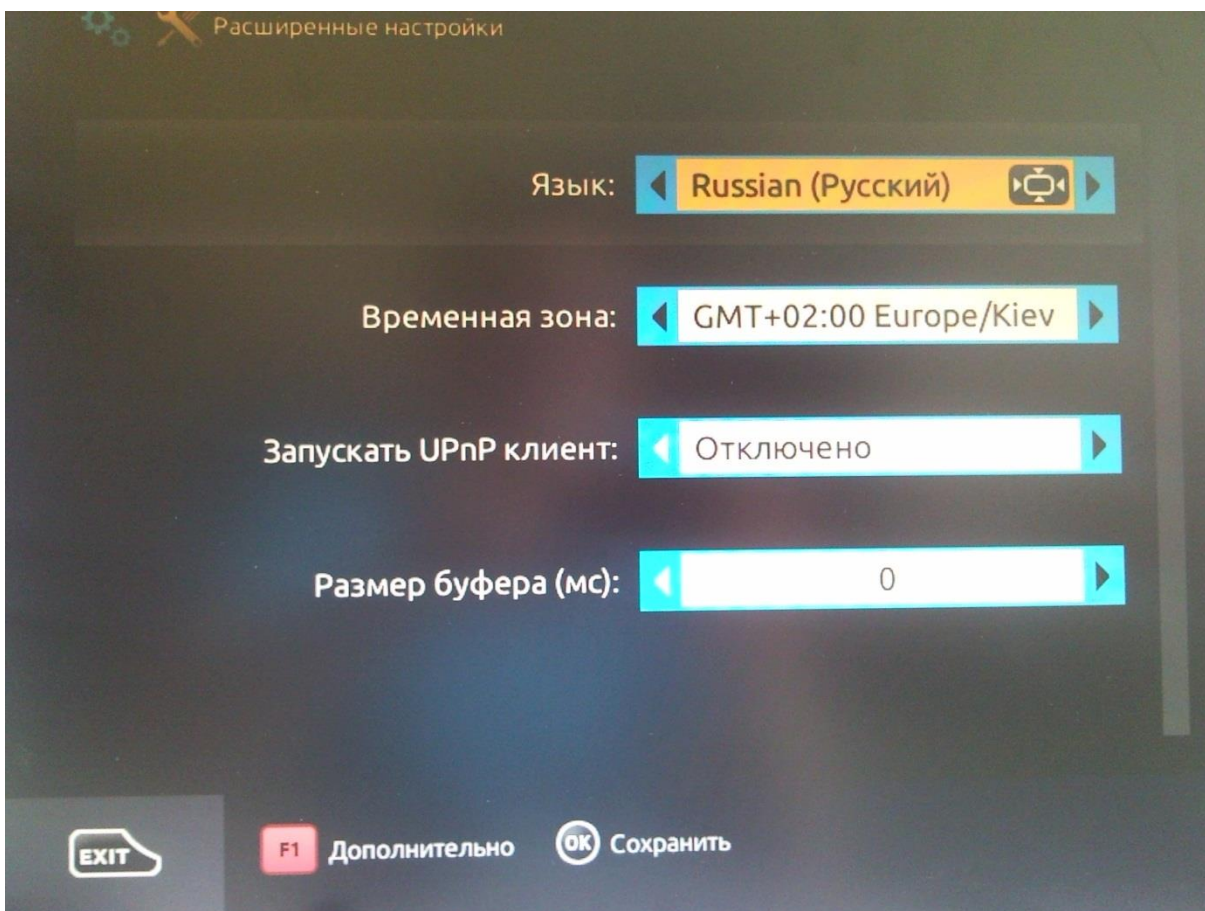 Расширенные настройки
Язык: Russian (Русский)
Временная зона: GMT+02:00 Europe/Kiev
Запускать UPnP клиент: Отключено
Размер буфера (мс): 0
EXIT F1 Дополнительно OK Сохранить